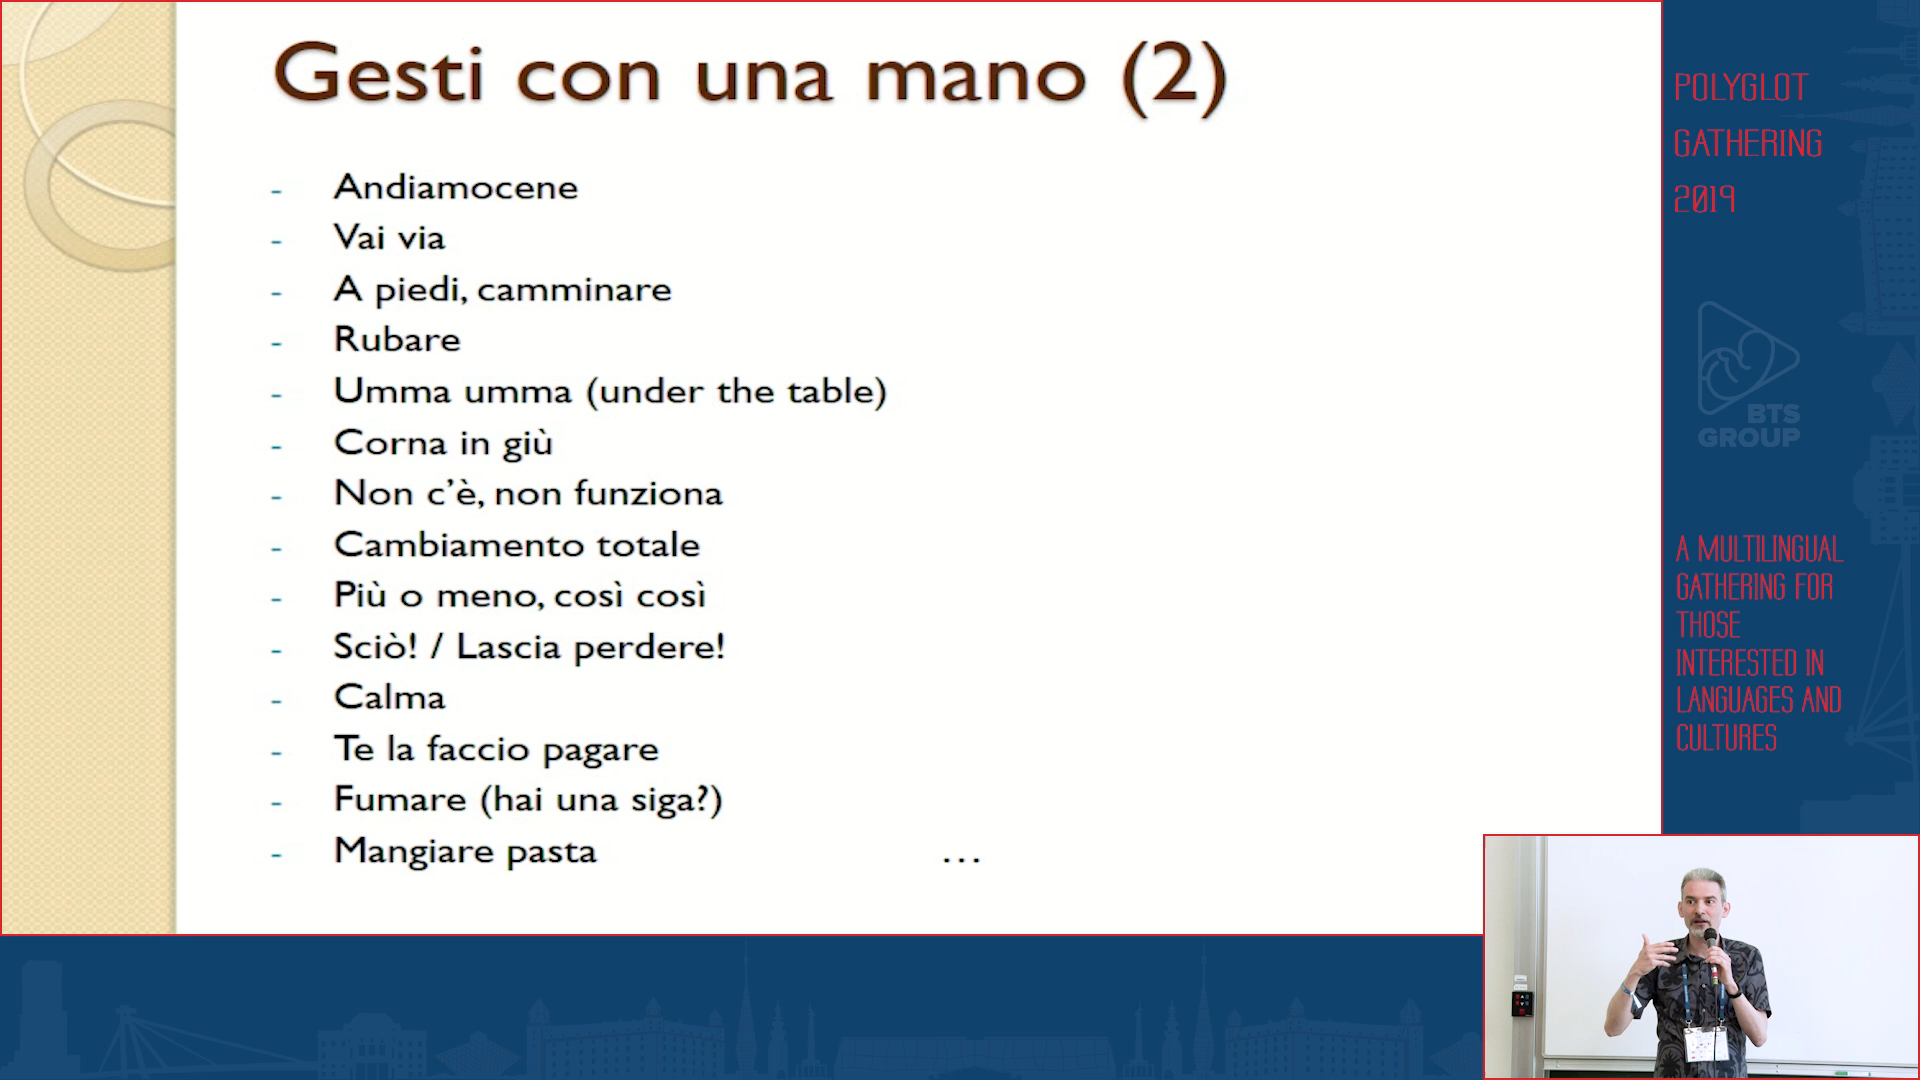 Gesti con una mano (2)
- Andiamocene
- Vai via
- A piedi, camminare
- Rubare
- Umma umma (under the table)
- Corna in giù
- Non c’è, non funziona
- Cambiamento totale
- Più o meno, così così
- Sciò! / Lascia perdere!
- Calma
- Te la faccio pagare
- Fumare (hai una siga?)
- Mangiare pasta …
POLYGLOT
GATHERING
2019
BTS
GROUP
A MULTILINGUAL
GATHERING FOR
THOSE
INTERESTED IN
LANGUAGES AND
CULTURES